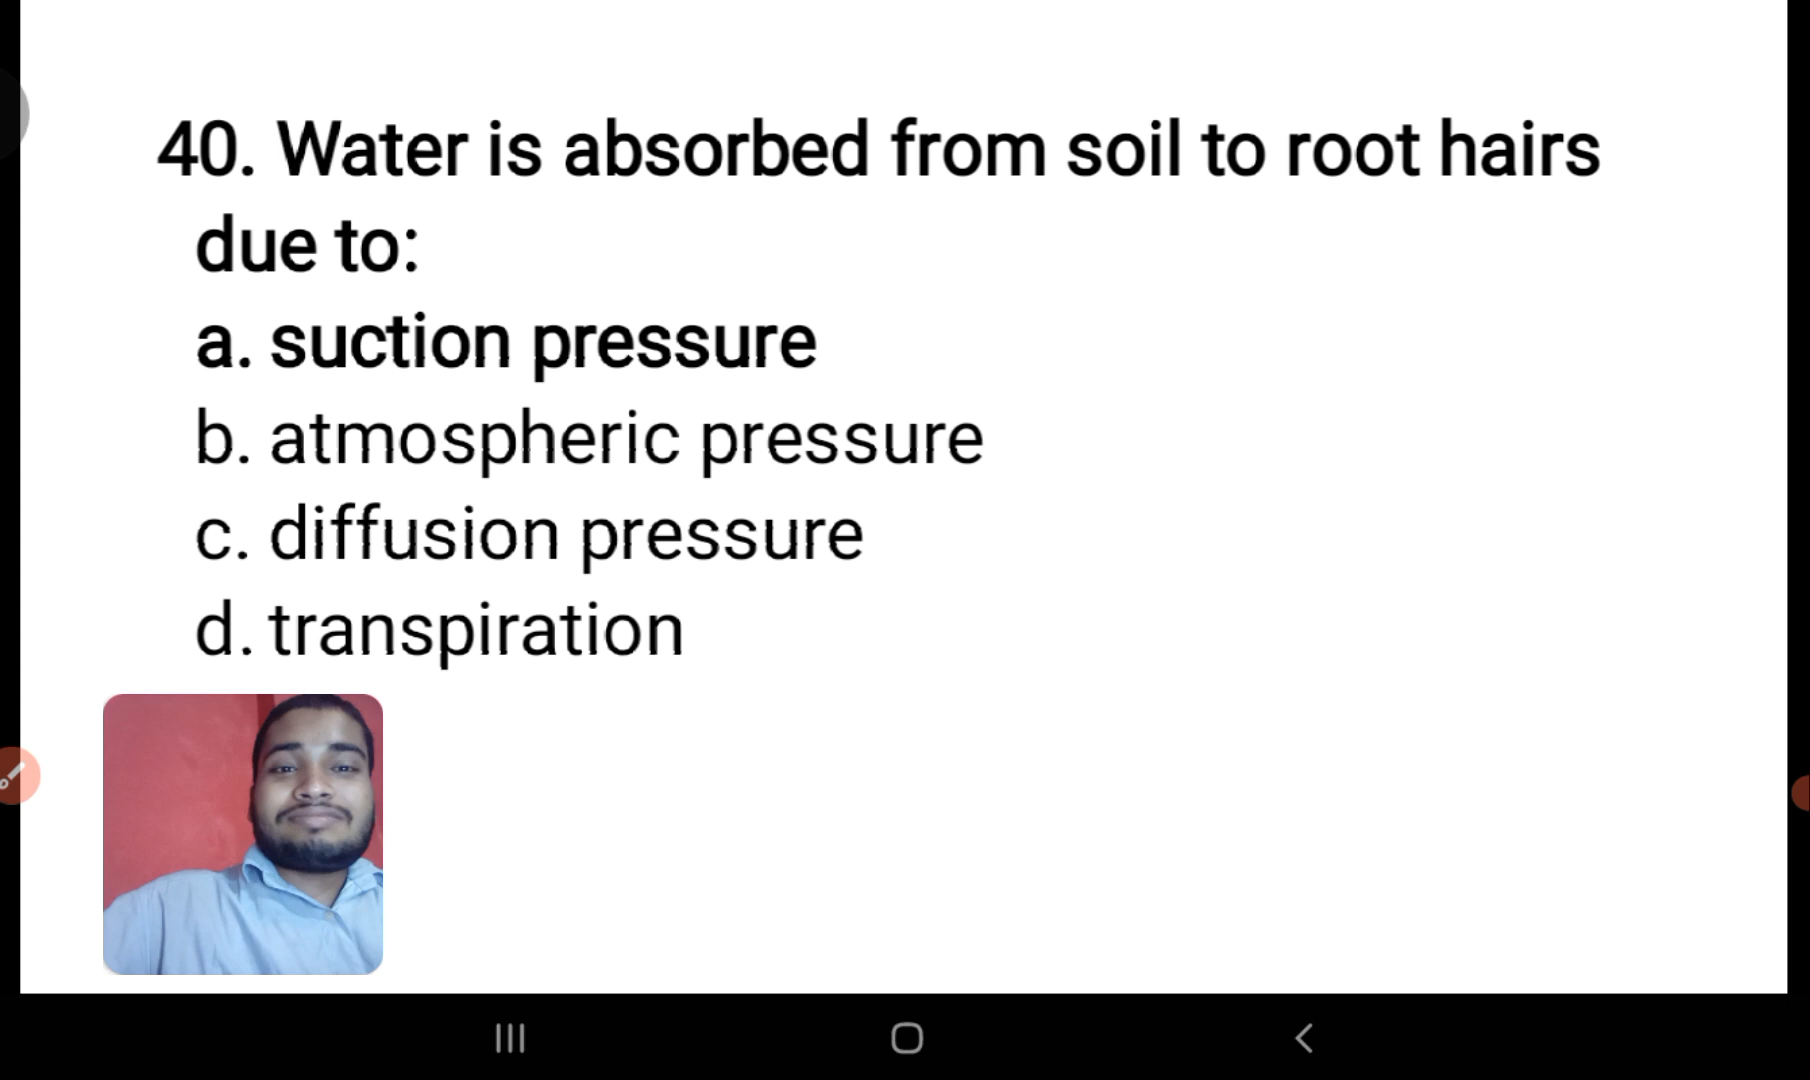 40. Water is absorbed from soil to root hairs
due to:
a. suction pressure
b. atmospheric pressure
c. diffusion pressure
d. transpiration